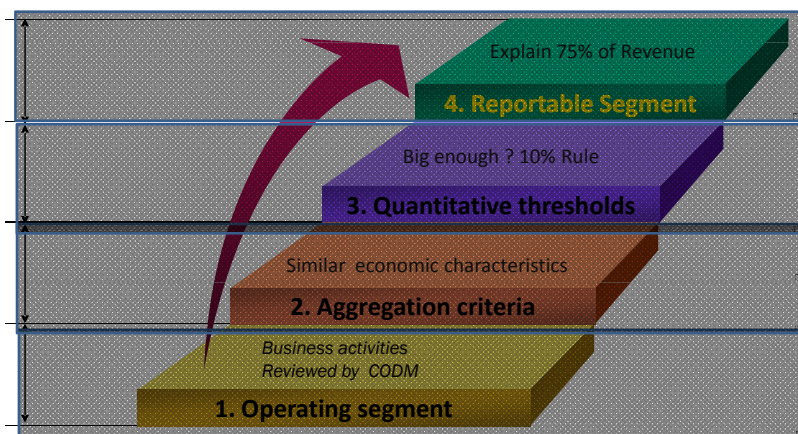 Explain 75% of Revenue
4. Reportable Segment
Big enough ? 10% Rule
3. Quantitative thresholds
Similar economic characteristics
2. Aggregation criteria
Business activities
Reviewed by CODM
1. Operating segment